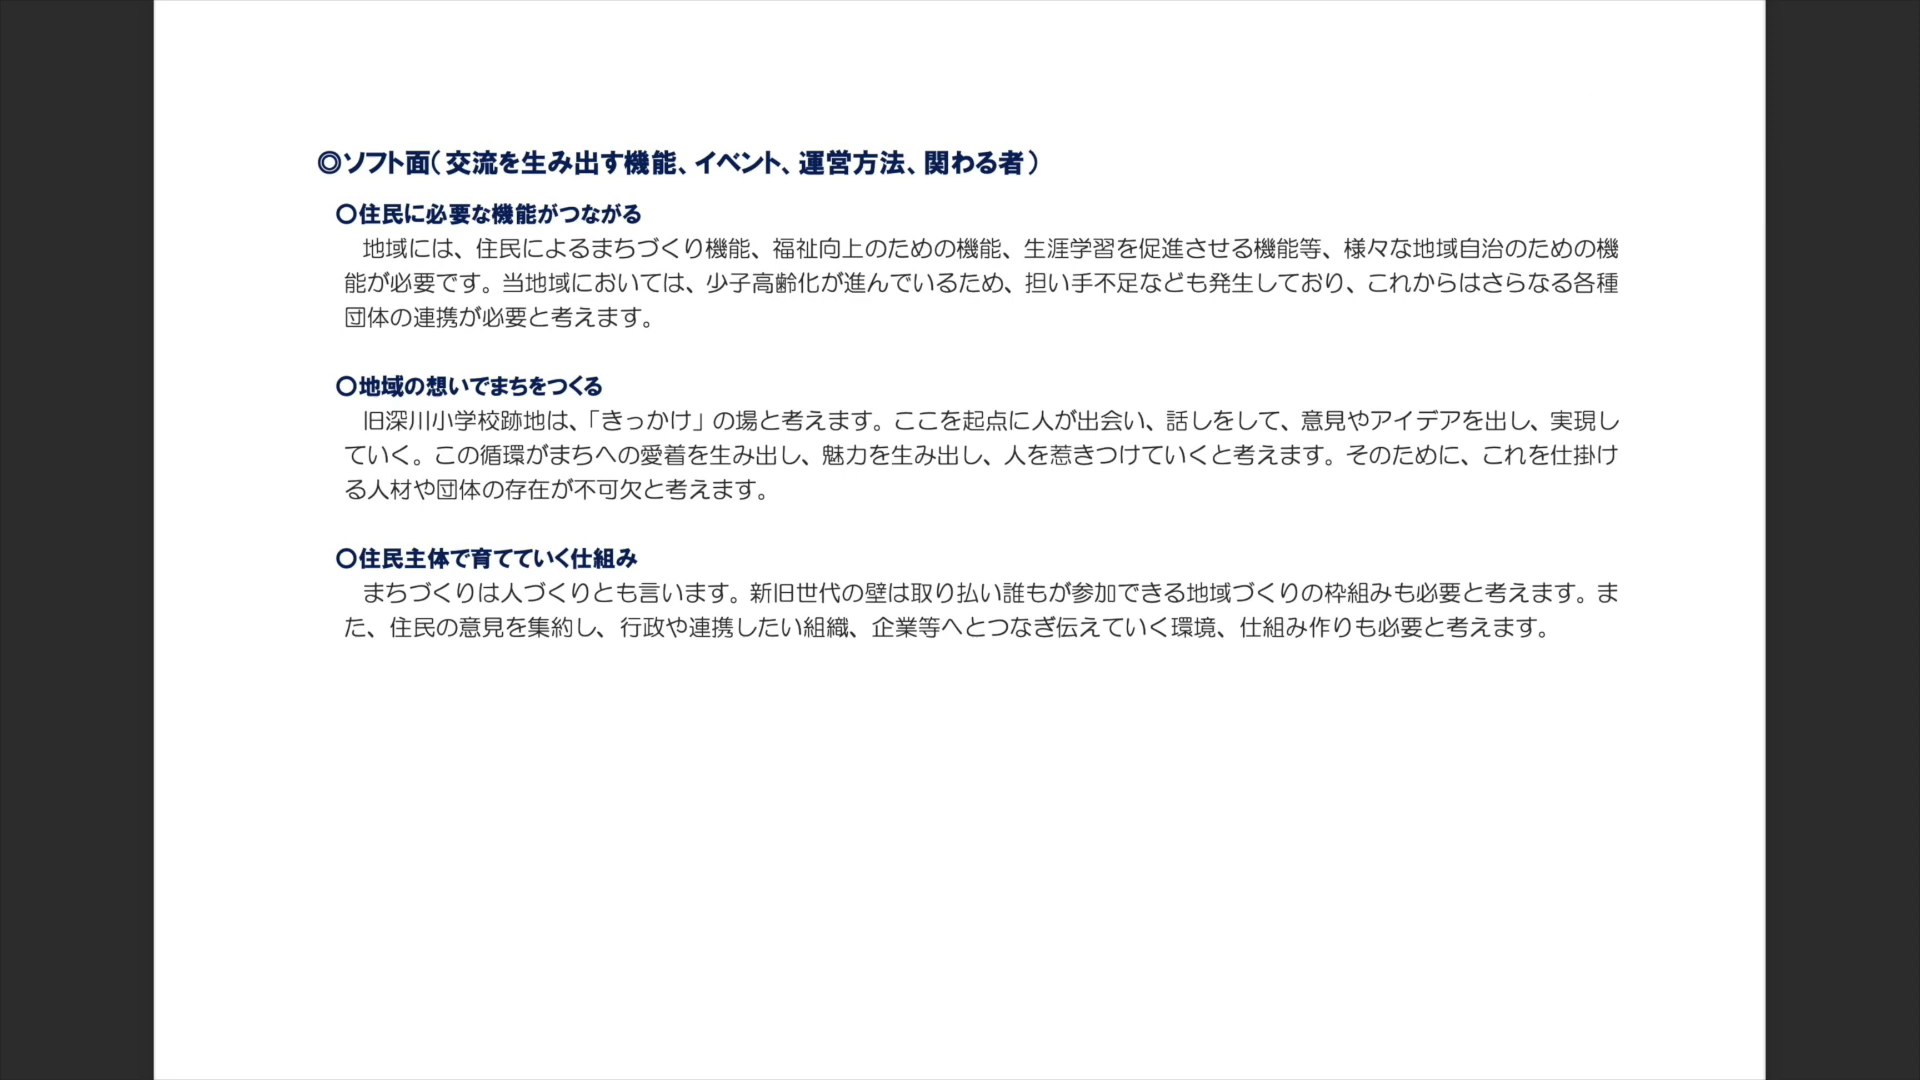 ◎ソフト面(交流を生み出す機能、イベント、運営方法、関わる者)
〇住民に必要な機能がつながる
地域には、住民によるまちづくり機能、福祉向上のための機能、生涯学習を促進させる機能等、様々な地域自治のための機
能が必要です。当地域においては、少子高齢化が進んでいるため、担い手不足なども発生しており、これからはさらなる各種
団体の連携が必要と考えます。
〇地域の想いでまちをつくる
旧深川小学校跡地は、「きっかけ」の場と考えます。ここを起点に人が出会い、話しをして、意見やアイデアを出し、実現し
ていく。この循環がまちへの愛着を生み出し、魅力を生み出し、人を惹きつけていくと考えます。そのために、これを仕掛け
る人材や団体の存在が不可欠と考えます。
〇住民主体で育てていく仕組み
まちづくりは人づくりとも言います。新旧世代の壁は取り払い誰もが参加できる地域づくりの枠組みも必要と考えます。ま
た、住民の意見を集約し、行政や連携したい組織、企業等へとつなぎ伝えていく環境、仕組み作りも必要と考えます。